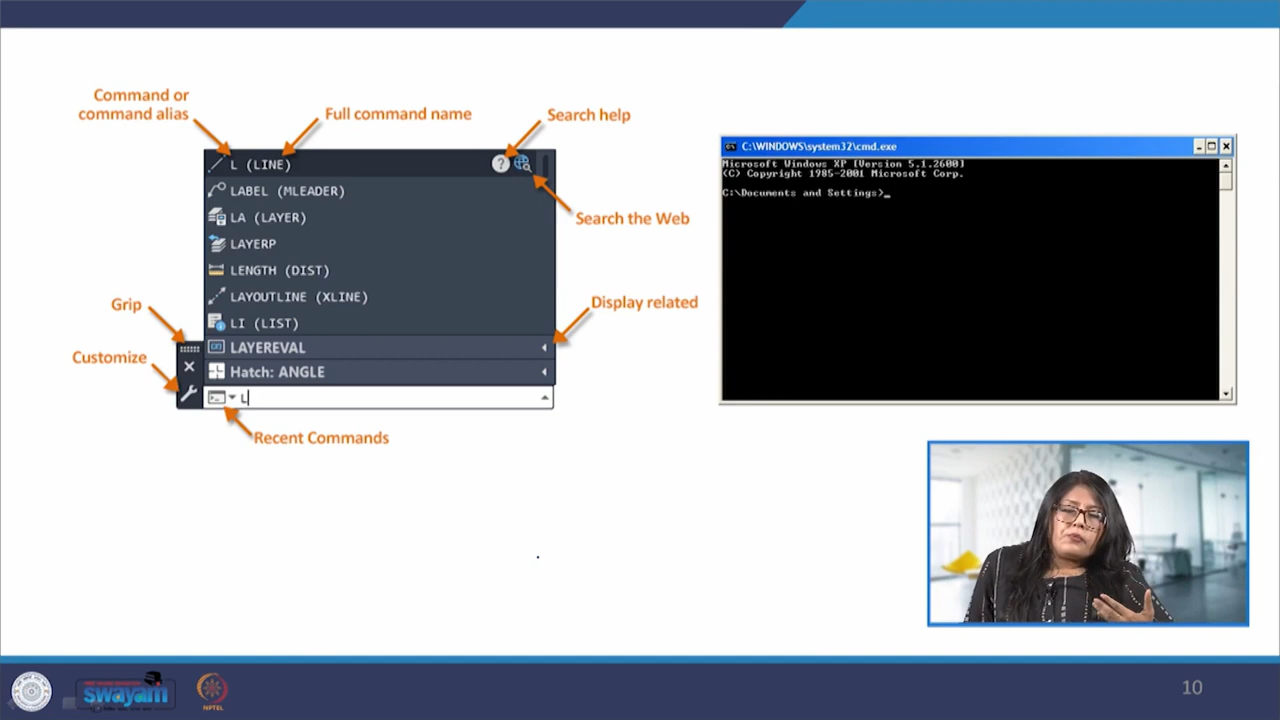 Command or
command alias
Full command name
Search help
L (LINE)
?
LABEL (MLEADER)
LA (LAYER)
Search the Web
LAYERP
LENGTH (DIST)
LAYOUTLINE (XLINE)
Display related
Grip
LI (LIST)
LAYEREVAL
Customize
Hatch: ANGLE
L
Recent Commands
C:\WINDOWS\system32\cmd.exe
Microsoft Windows XP [Version 5.1.2600]
(C) Copyright 1985-2001 Microsoft Corp.
C:\Documents and Settings>_
swayam
NPTEL
10